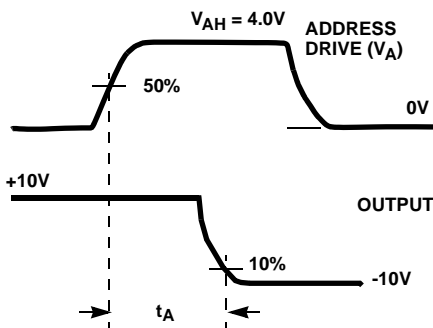 V_AH = 4.0V
ADDRESS
DRIVE (V_A)
50%
0V
+10V
OUTPUT
10%
-10V
t_A